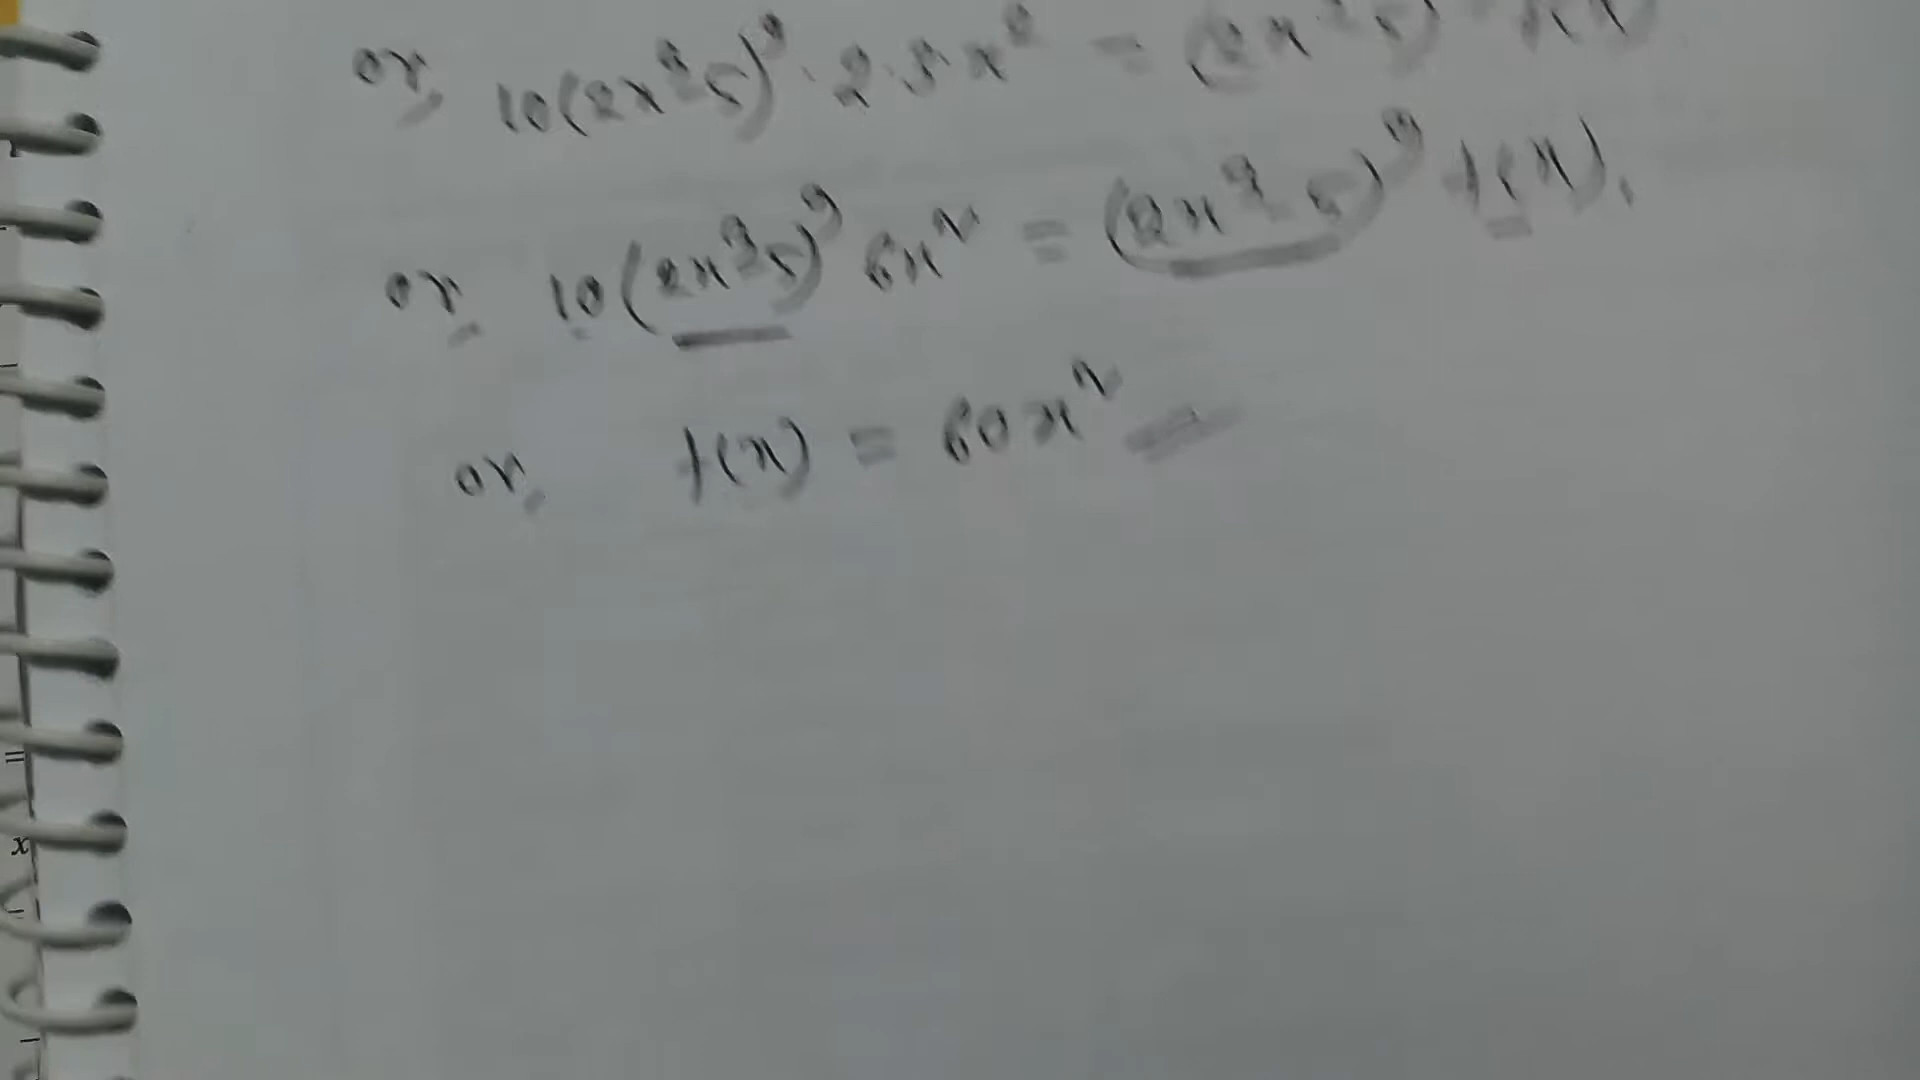 or, 10(2x³-5)⁹·2·3x² = (2x³-5)⁹ f(x)
or 10(2x³-5)⁹ 6x² = (2x³-5)⁹ f(x).
or, f(x) = 60x²
=
x